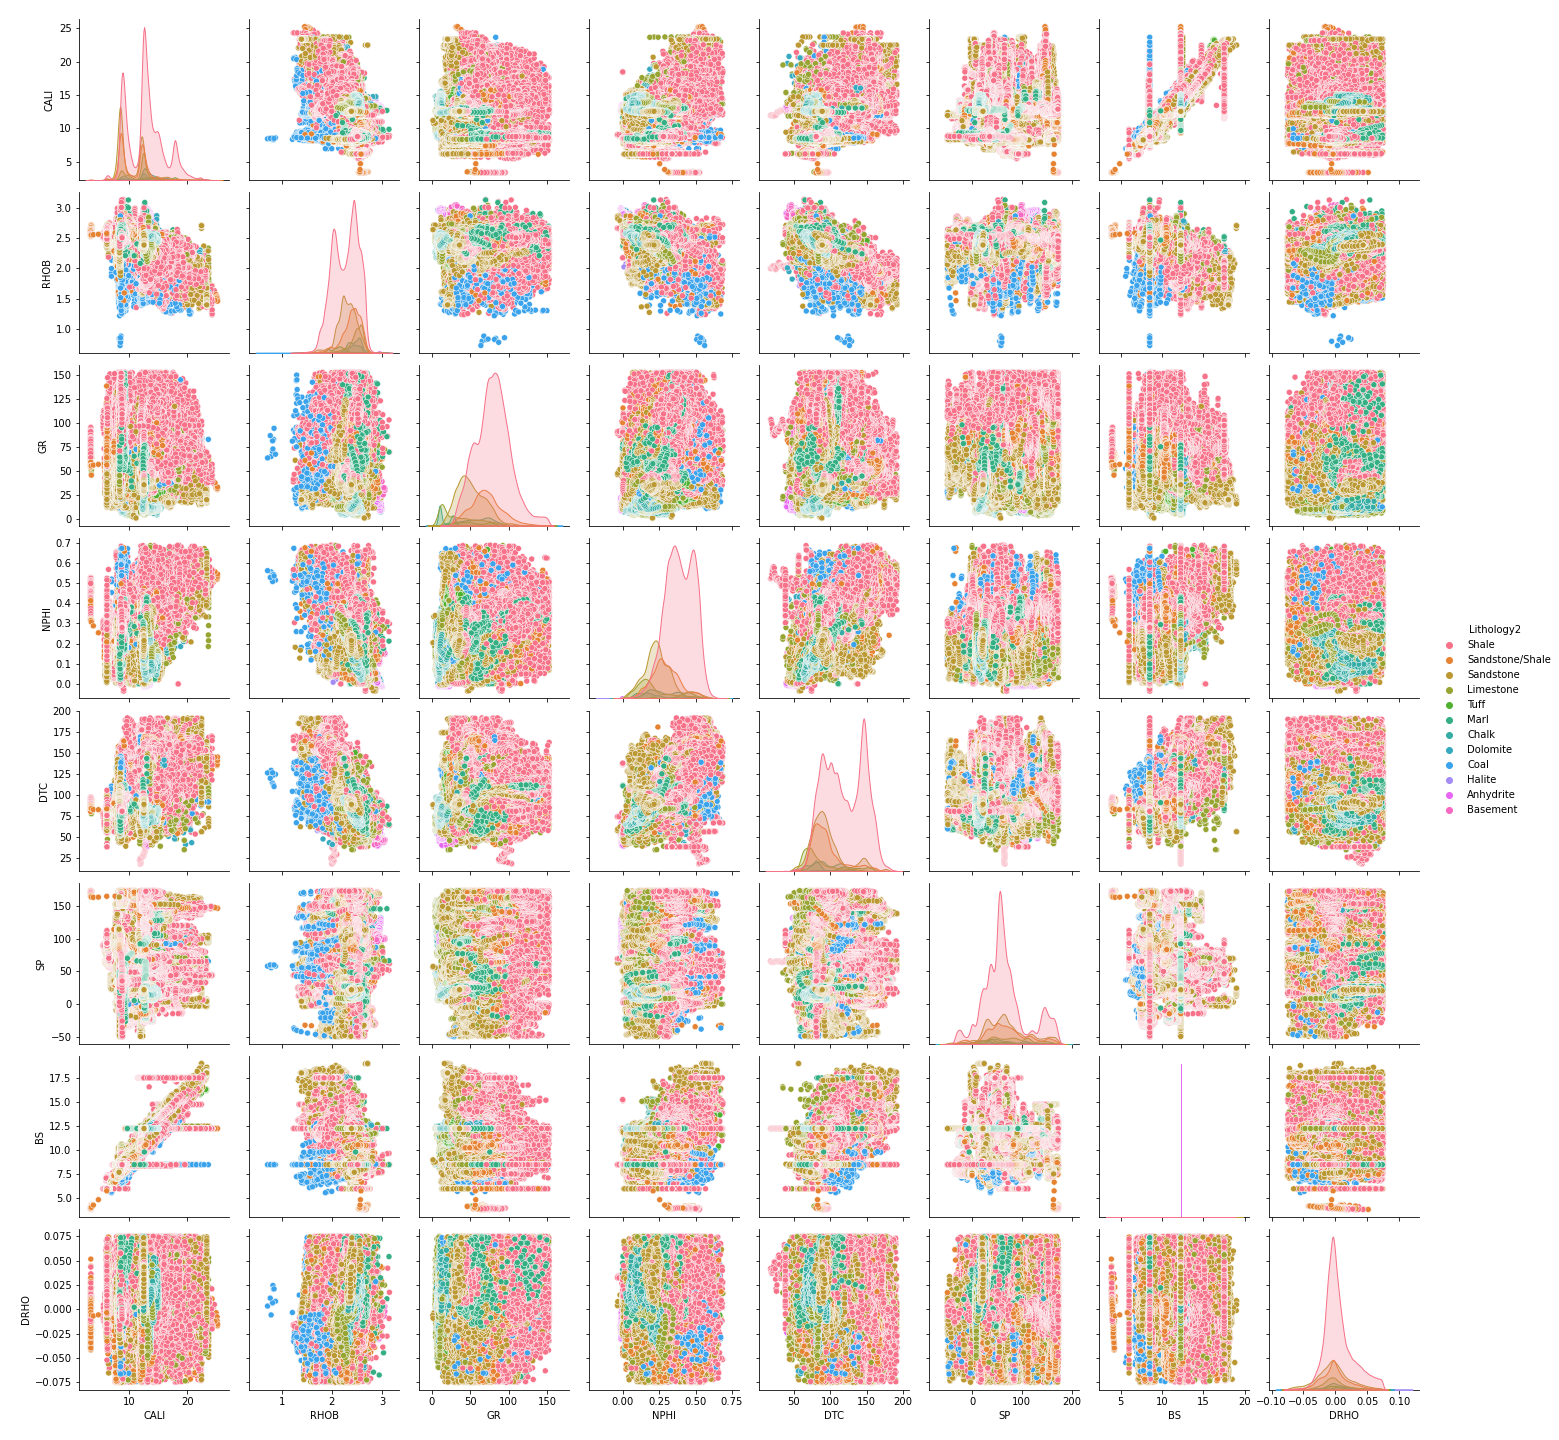 25
20
15
10
5
CALI
3.0
2.5
2.0
1.5
1.0
RHOB
150
125
100
75
50
25
0
GR
0.7
0.6
0.5
0.4
0.3
0.2
0.1
0.0
NPHI
Lithology2
Shale
Sandstone/Shale
Sandstone
Limestone
Tuff
Marl
Chalk
Dolomite
Coal
Halite
Anhydrite
Basement
200
175
150
125
100
75
50
25
DTC
150
100
50
0
−50
SP
17.5
15.0
12.5
10.0
7.5
5.0
BS
0.075
0.050
0.025
0.000
−0.025
−0.050
−0.075
DRHO
10 20
1 2 3
0 50 100 150
0.00 0.25 0.50 0.75
50 100 150 200
0 100 200
5 10 15 20
−0.10 −0.05 0.00 0.05 0.10
CALI RHOB GR NPHI DTC SP BS DRHO